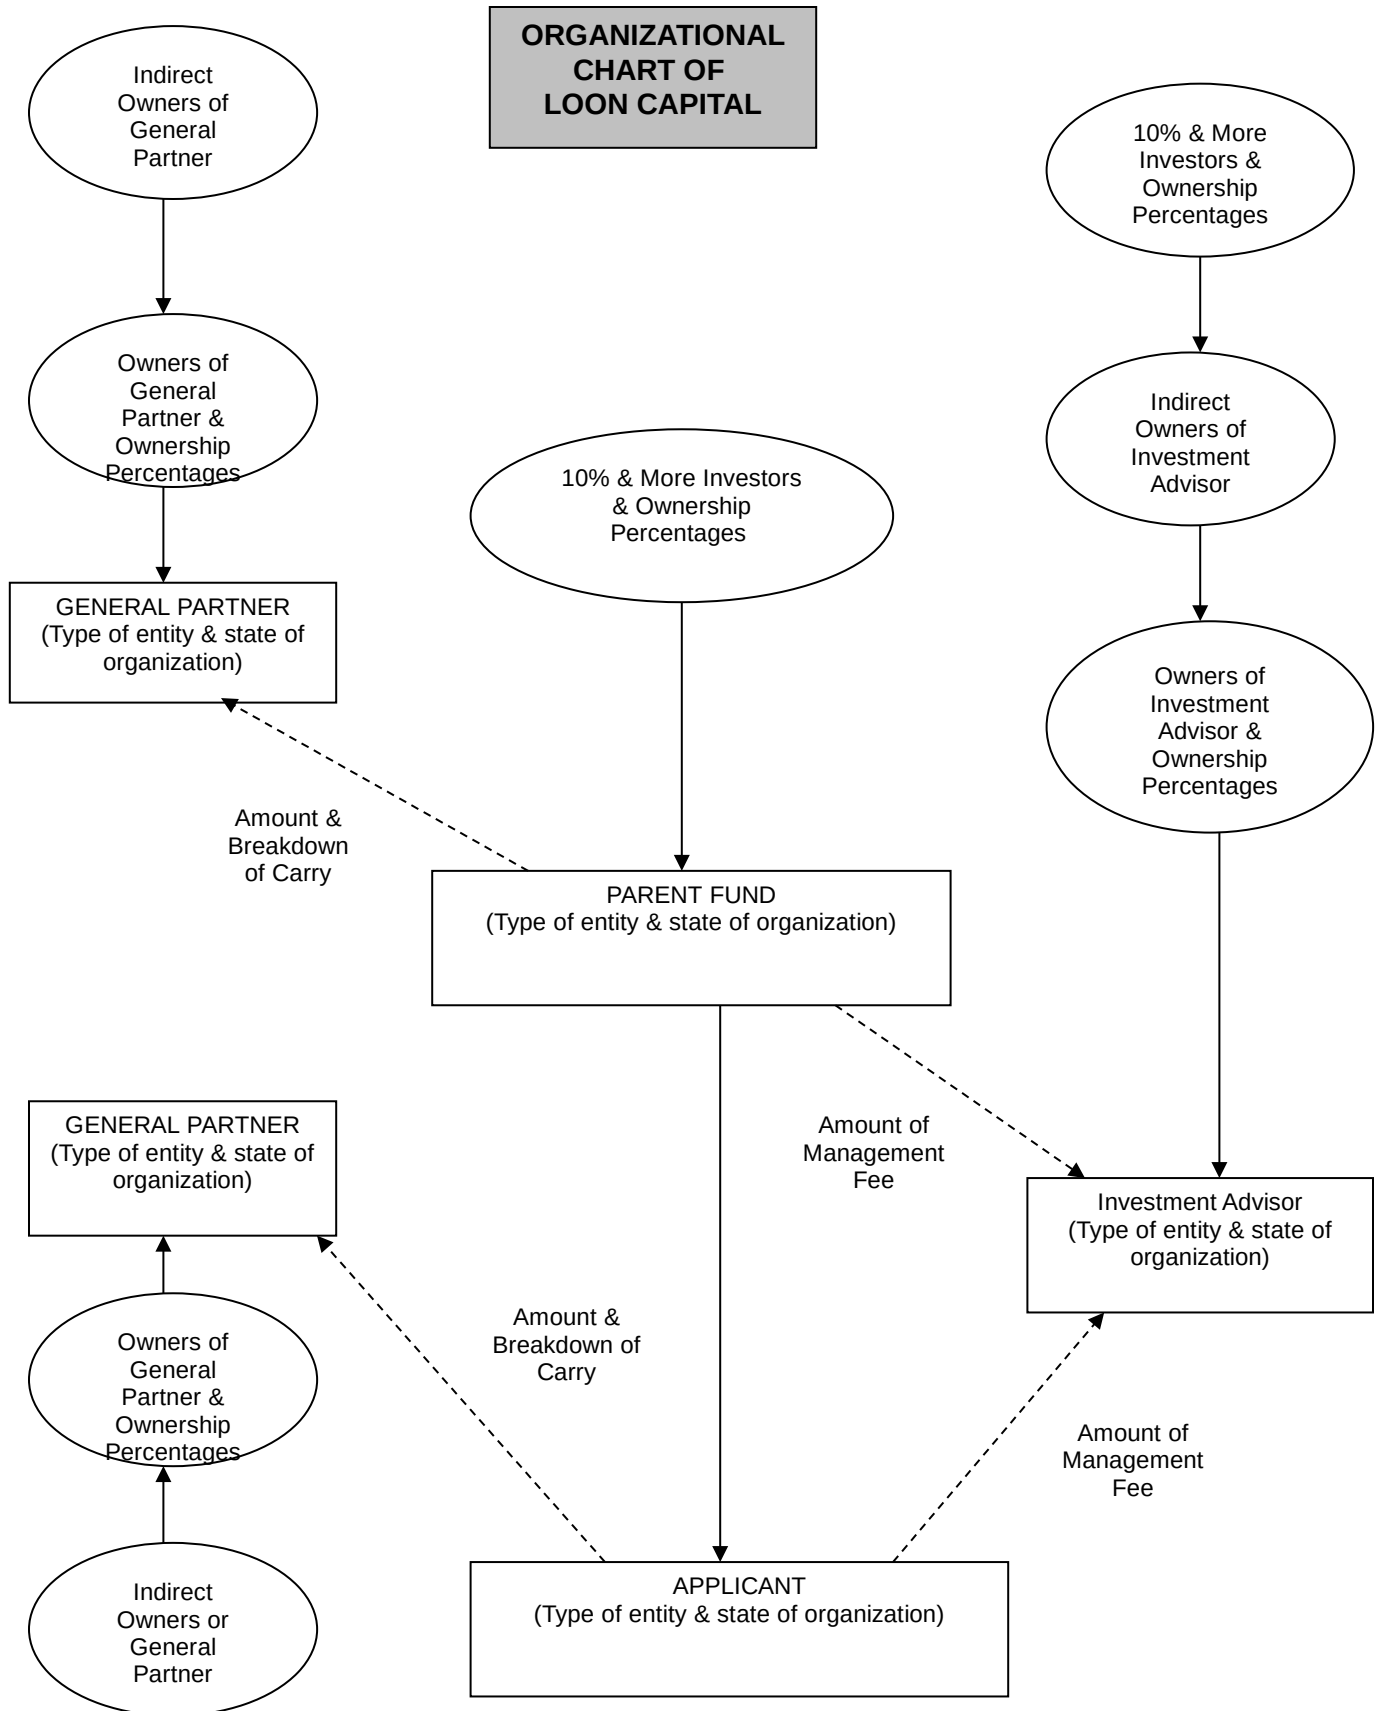 ORGANIZATIONAL
CHART OF
LOON CAPITAL
Indirect
Owners of
General
Partner
10% & More
Investors &
Ownership
Percentages
Owners of
General
Partner &
Ownership
Percentages
Indirect
Owners of
Investment
Advisor
10% & More Investors
& Ownership
Percentages
GENERAL PARTNER
(Type of entity & state of
organization)
Owners of
Investment
Advisor &
Ownership
Percentages
Amount &
Breakdown
of Carry
PARENT FUND
(Type of entity & state of organization)
GENERAL PARTNER
(Type of entity & state of
organization)
Amount of
Management
Fee
Investment Advisor
(Type of entity & state of
organization)
Owners of
General
Partner &
Ownership
Percentages
Amount &
Breakdown of
Carry
Amount of
Management
Fee
Indirect
Owners or
General
Partner
APPLICANT
(Type of entity & state of organization)